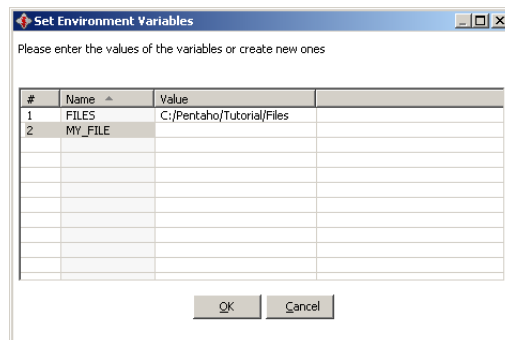 Set Environment Variables
Please enter the values of the variables or create new ones
# Name Value
1 FILES C:/Pentaho/Tutorial/Files
2 MY_FILE
OK Cancel